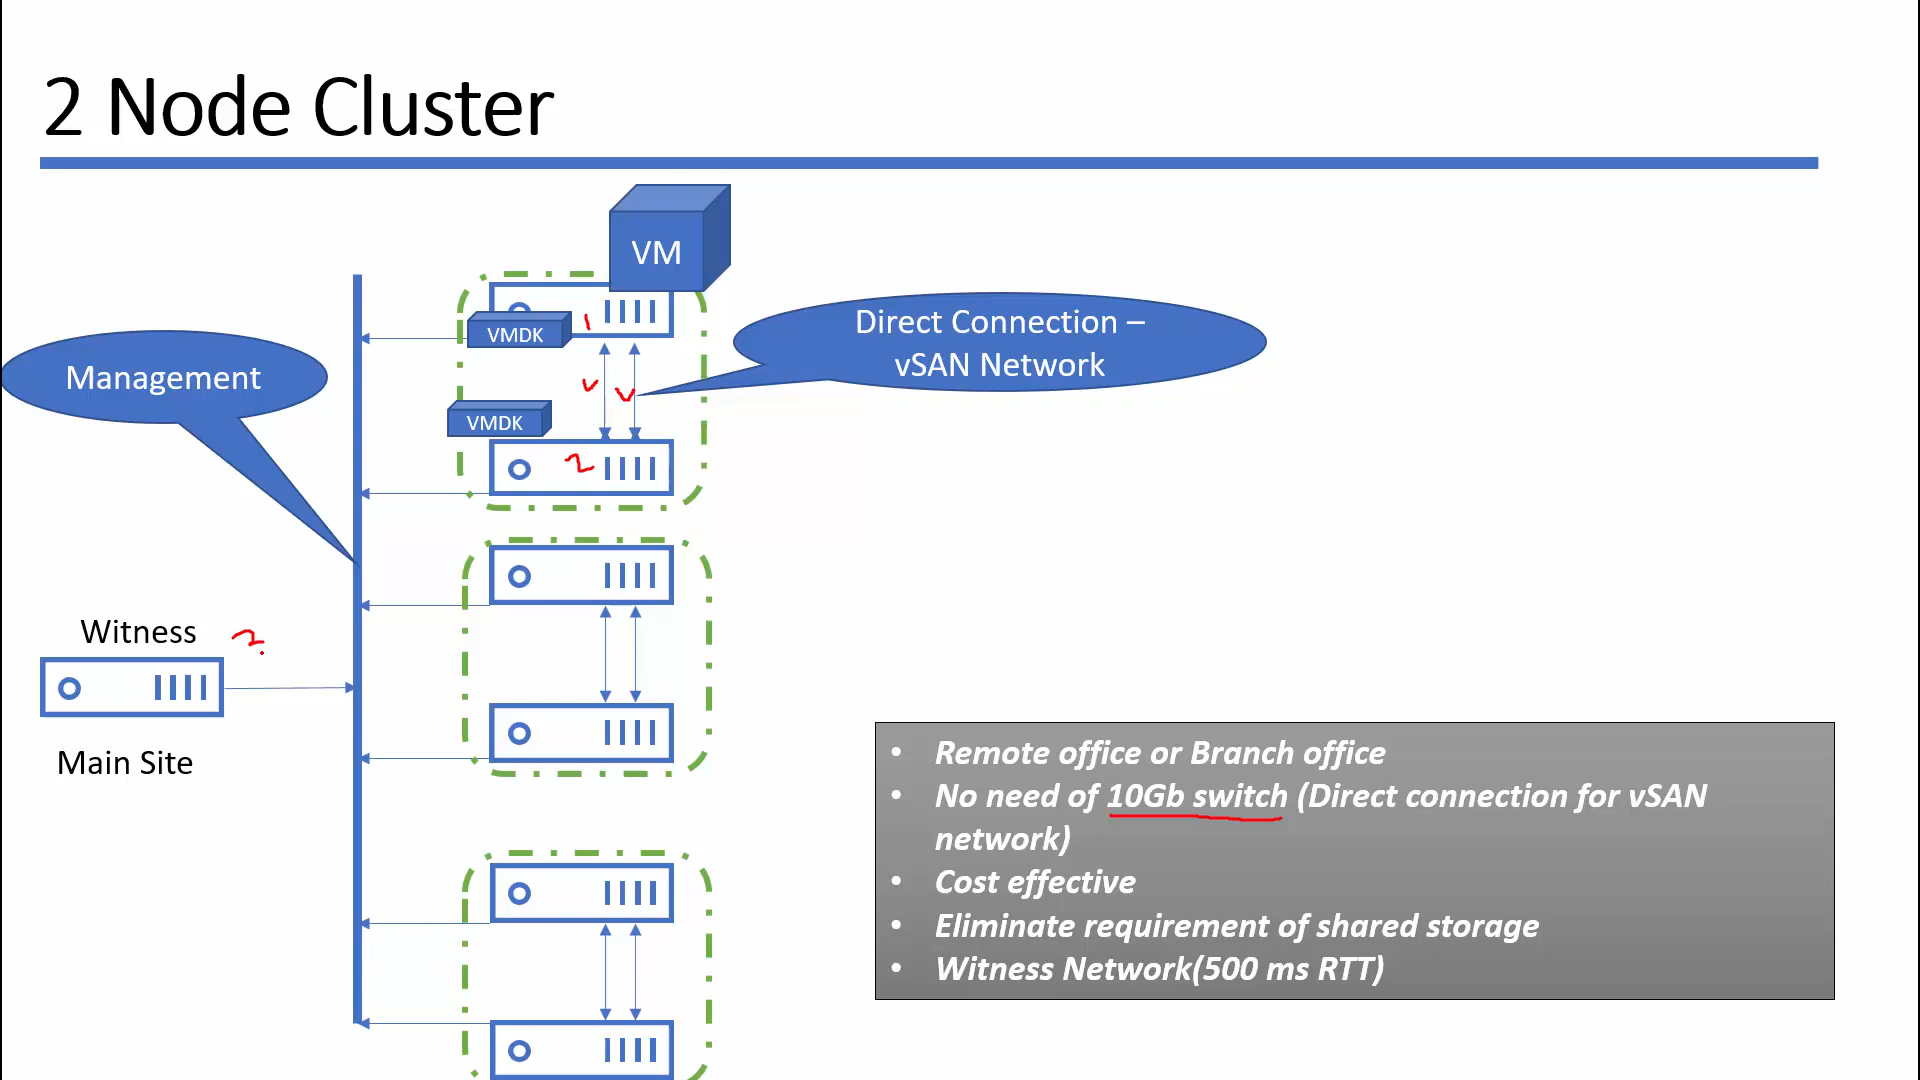 2 Node Cluster
VM
VMDK
1
Direct Connection –
vSAN Network
Management
v v
VMDK
2
Witness
Main Site
• Remote office or Branch office
• No need of 10Gb switch (Direct connection for vSAN
network)
• Cost effective
• Eliminate requirement of shared storage
• Witness Network(500 ms RTT)